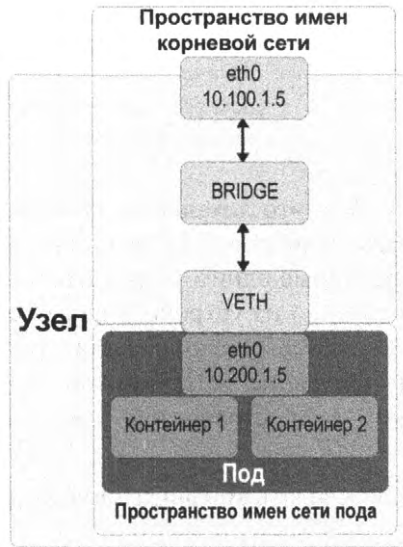 Пространство имен
корневой сети
eth0
10.100.1.5
BRIDGE
VETH
Узел
eth0
10.200.1.5
Контейнер 1
Контейнер 2
Под
Пространство имен сети пода